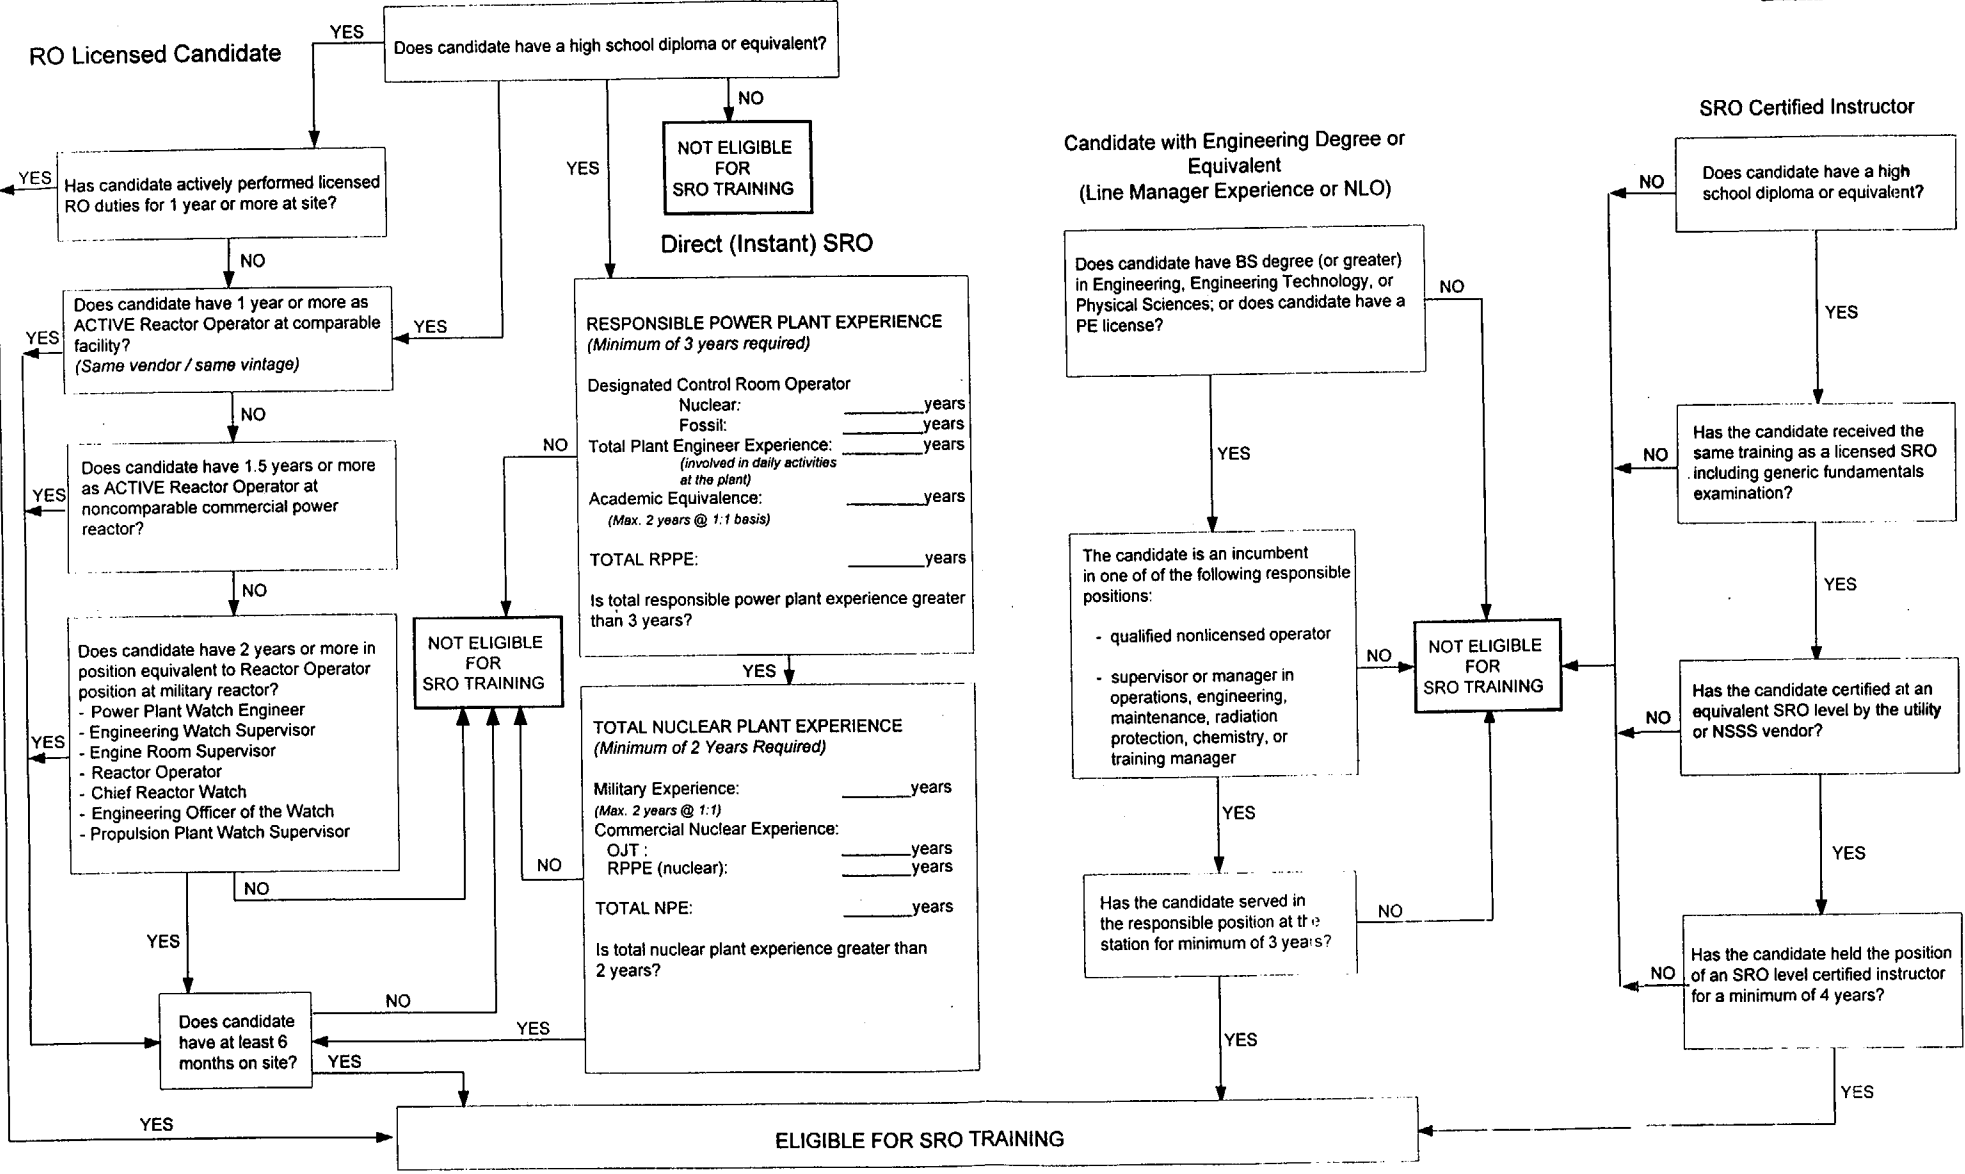 RO Licensed Candidate
YES
Does candidate have a high school diploma or equivalent?
NO
NOT ELIGIBLE
FOR
SRO TRAINING
YES
YES
Has candidate actively performed licensed
RO duties for 1 year or more at site?
NO
YES
Does candidate have 1 year or more as
ACTIVE Reactor Operator at comparable
facility?
(Same vendor / same vintage)
YES
NO
YES
Does candidate have 1.5 years or more
as ACTIVE Reactor Operator at
noncomparable commercial power
reactor?
NO
YES
Does candidate have 2 years or more in
position equivalent to Reactor Operator
position at military reactor?
- Power Plant Watch Engineer
- Engineering Watch Supervisor
- Engine Room Supervisor
- Reactor Operator
- Chief Reactor Watch
- Engineering Officer of the Watch
- Propulsion Plant Watch Supervisor
NO
YES
Does candidate
have at least 6
months on site?
NO
YES
YES
Direct (Instant) SRO
RESPONSIBLE POWER PLANT EXPERIENCE
(Minimum of 3 years required)
Designated Control Room Operator
Nuclear: ________years
Fossil: ________years
Total Plant Engineer Experience: ________years
(involved in daily activities
at the plant)
Academic Equivalence: ________years
(Max. 2 years @ 1:1 basis)
TOTAL RPPE: ________years
Is total responsible power plant experience greater
than 3 years?
NO
NOT ELIGIBLE
FOR
SRO TRAINING
YES
TOTAL NUCLEAR PLANT EXPERIENCE
(Minimum of 2 Years Required)
Military Experience: _______years
(Max. 2 years @ 1:1)
Commercial Nuclear Experience:
OJT : _______years
RPPE (nuclear): _______years
TOTAL NPE: _______years
Is total nuclear plant experience greater than
2 years?
NO
YES
Candidate with Engineering Degree or
Equivalent
(Line Manager Experience or NLO)
Does candidate have BS degree (or greater)
in Engineering, Engineering Technology, or
Physical Sciences; or does candidate have a
PE license?
NO
YES
The candidate is an incumbent
in one of of the following responsible
positions:
- qualified nonlicensed operator
- supervisor or manager in
operations, engineering,
maintenance, radiation
protection, chemistry, or
training manager
NO
NOT ELIGIBLE
FOR
SRO TRAINING
YES
Has the candidate served in
the responsible position at the
station for minimum of 3 years?
NO
YES
SRO Certified Instructor
Does candidate have a high
school diploma or equivalent?
NO
YES
Has the candidate received the
same training as a licensed SRO
including generic fundamentals
examination?
NO
YES
Has the candidate certified at an
equivalent SRO level by the utility
or NSSS vendor?
NO
YES
Has the candidate held the position
of an SRO level certified instructor
for a minimum of 4 years?
NO
YES
ELIGIBLE FOR SRO TRAINING